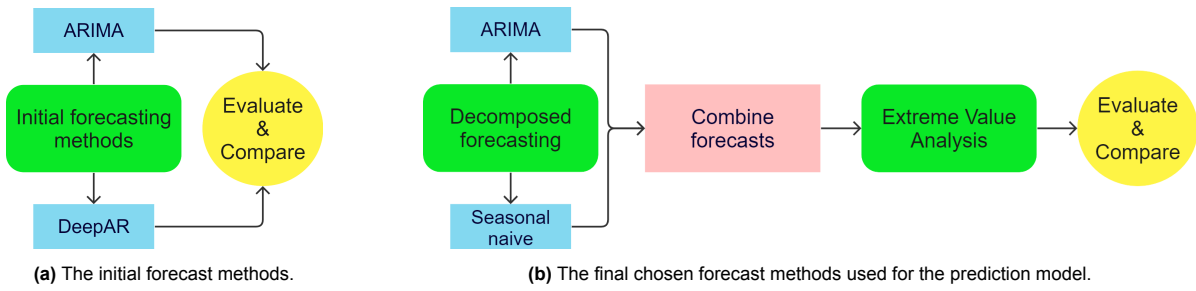 ARIMA
Initial forecasting
methods
Evaluate
&
Compare
DeepAR
(a) The initial forecast methods.
ARIMA
Decomposed
forecasting
Seasonal
naive
Combine
forecasts
Extreme Value
Analysis
Evaluate
&
Compare
(b) The final chosen forecast methods used for the prediction model.